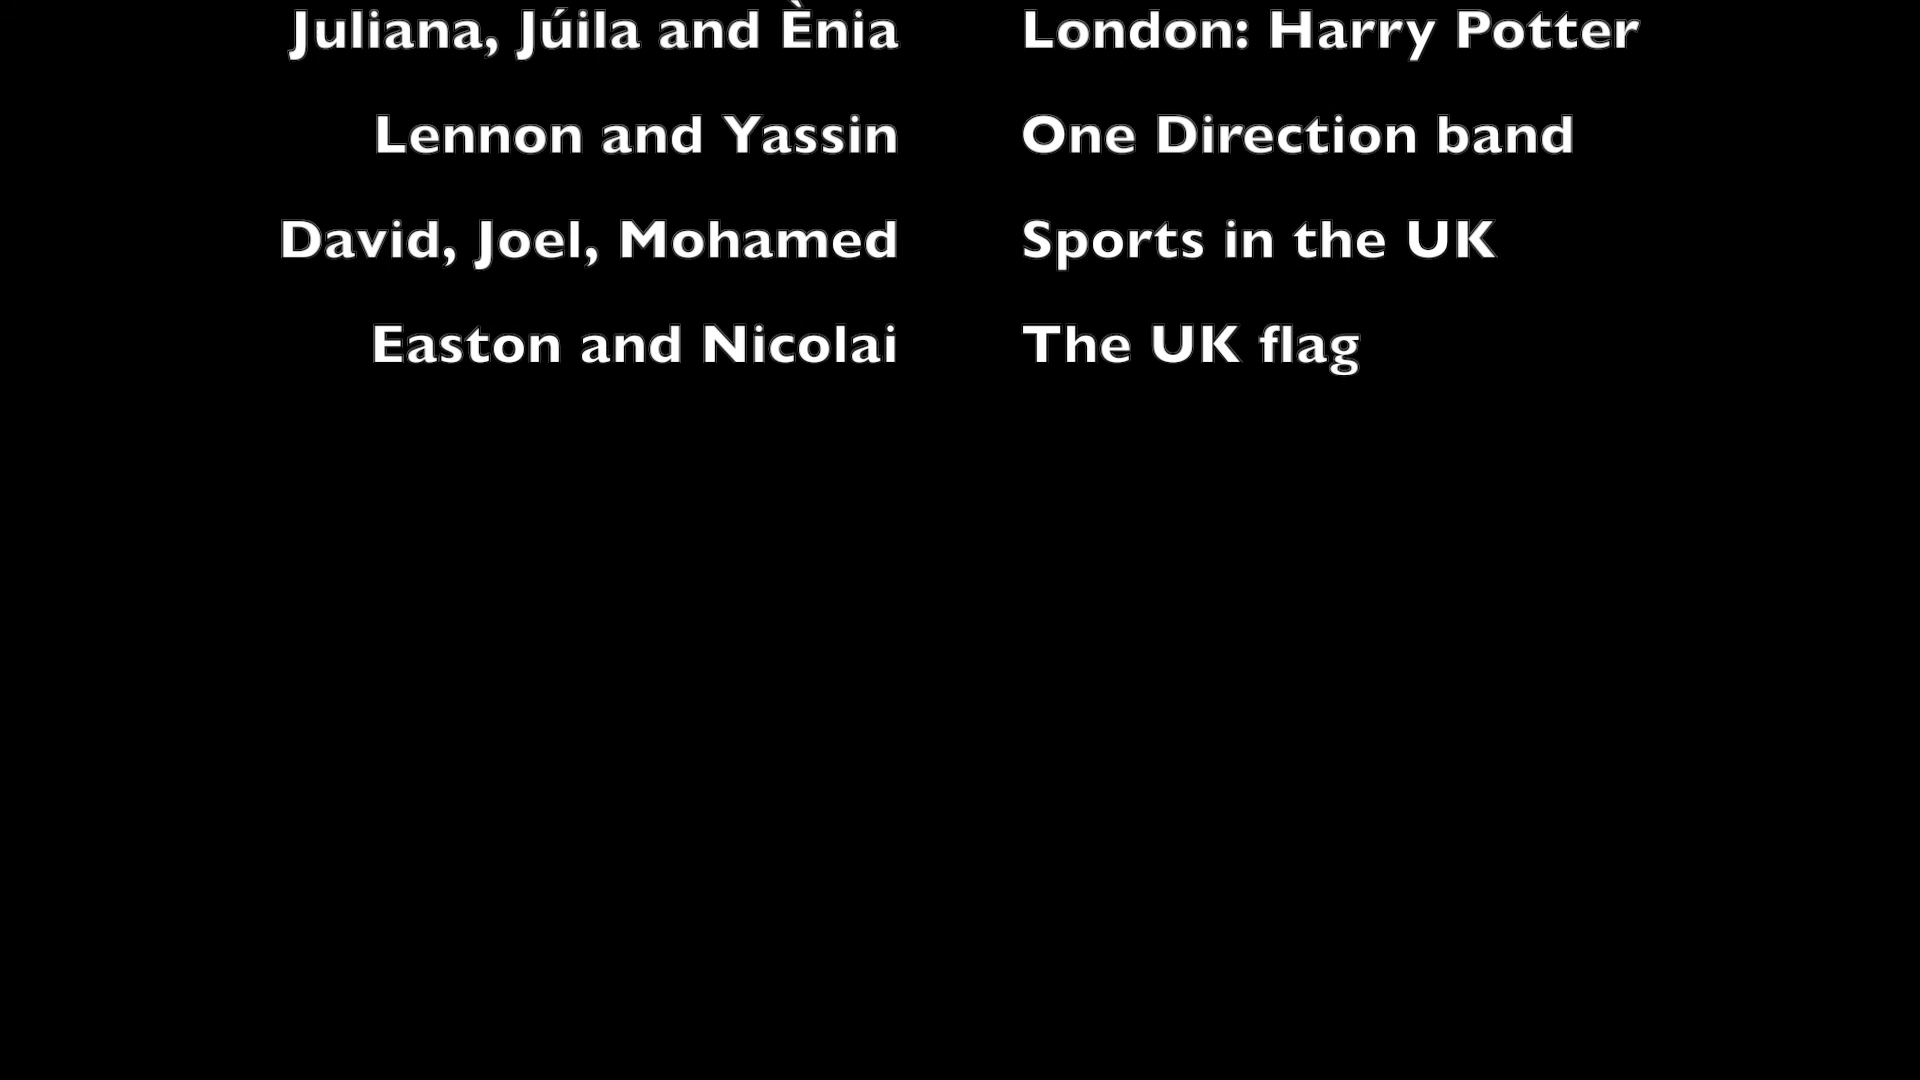 Juliana, Júila and Ènia London: Harry Potter
Lennon and Yassin One Direction band
David, Joel, Mohamed Sports in the UK
Easton and Nicolai The UK flag